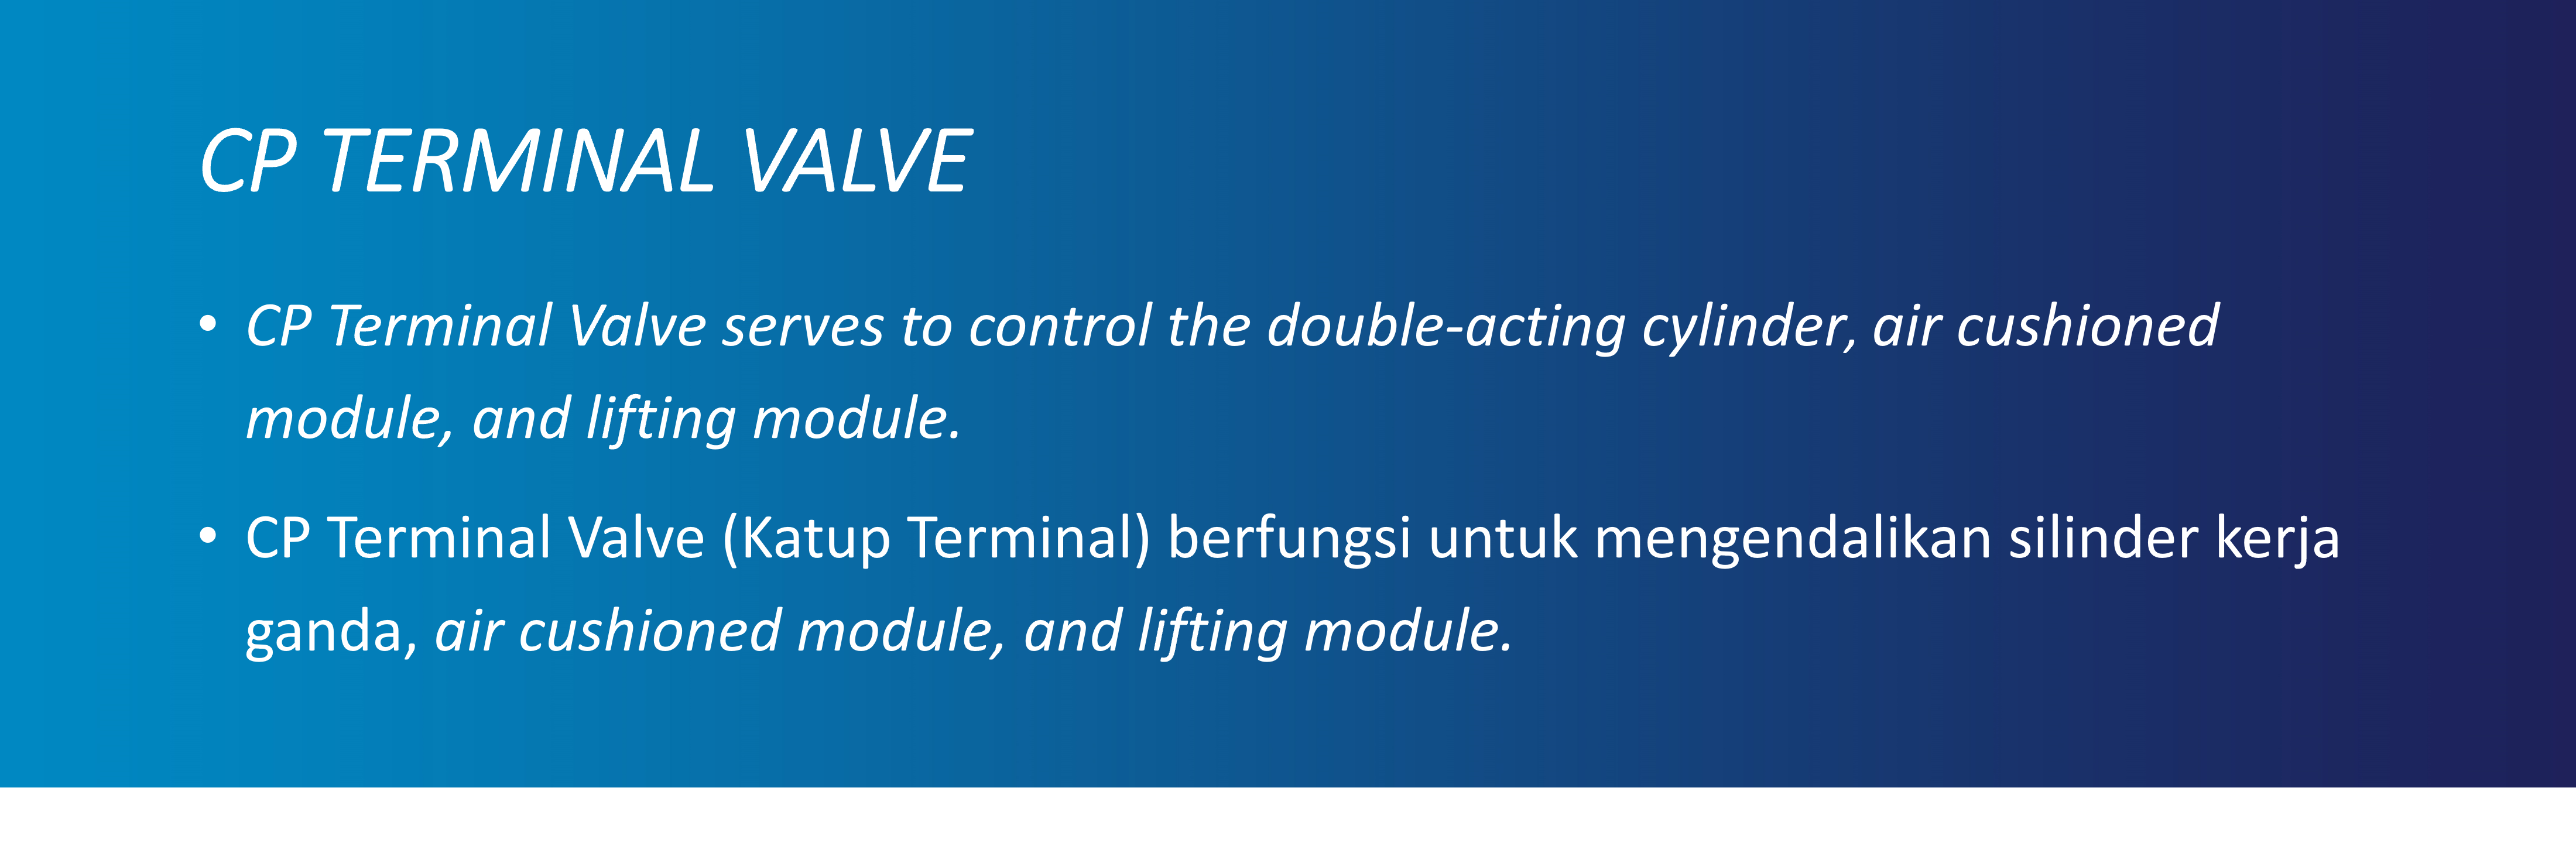 CP TERMINAL VALVE
• CP Terminal Valve serves to control the double-acting cylinder, air cushioned
module, and lifting module.
• CP Terminal Valve (Katup Terminal) berfungsi untuk mengendalikan silinder kerja
ganda, air cushioned module, and lifting module.